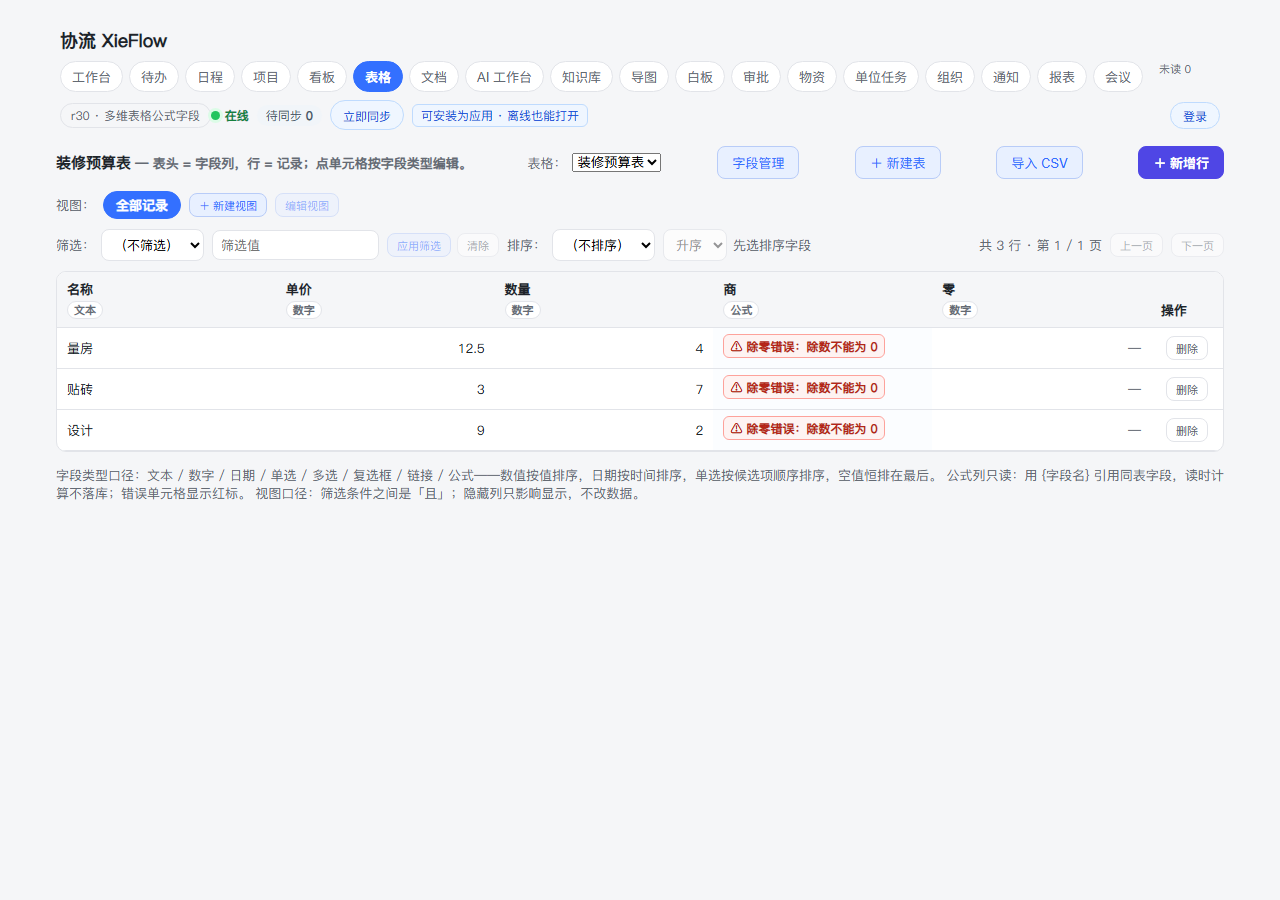 协流 XieFlow
工作台 待办 日程 项目 看板 表格 文档 AI 工作台 知识库 导图 白板 审批 物资 单位任务 组织 通知 报表 会议 未读 0
r30 · 多维表格公式字段 在线 待同步 0 立即同步 可安装为应用 · 离线也能打开 登录
装修预算表 — 表头 = 字段列，行 = 记录；点单元格按字段类型编辑。 表格： 装修预算表 字段管理 ＋ 新建表 导入 CSV ＋ 新增行
视图： 全部记录 ＋ 新建视图 编辑视图
筛选： （不筛选） 筛选值 应用筛选 清除 排序： （不排序） 升序 先选排序字段 共 3 行 · 第 1 / 1 页 上一页 下一页
名称 单价 数量 商 零
文本 数字 数字 公式 数字 操作
量房 12.5 4 ⚠ 除零错误：除数不能为 0 — 删除
贴砖 3 7 ⚠ 除零错误：除数不能为 0 — 删除
设计 9 2 ⚠ 除零错误：除数不能为 0 — 删除
字段类型口径：文本 / 数字 / 日期 / 单选 / 多选 / 复选框 / 链接 / 公式——数值按值排序，日期按时间排序，单选按候选项顺序排序，空值恒排在最后。 公式列只读：用 {字段名} 引用同表字段，读时计
算不落库；错误单元格显示红标。 视图口径：筛选条件之间是「且」；隐藏列只影响显示，不改数据。